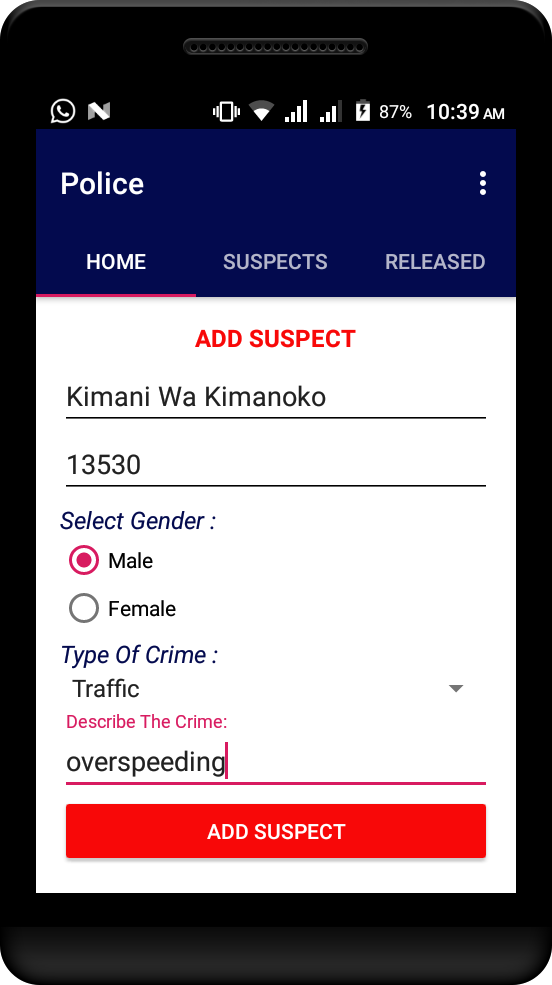 87% 10:39 AM
Police
HOME SUSPECTS RELEASED
ADD SUSPECT
Kimani Wa Kimanoko
13530
Select Gender :
Male
Female
Type Of Crime :
Traffic
Describe The Crime:
overspeeding
ADD SUSPECT